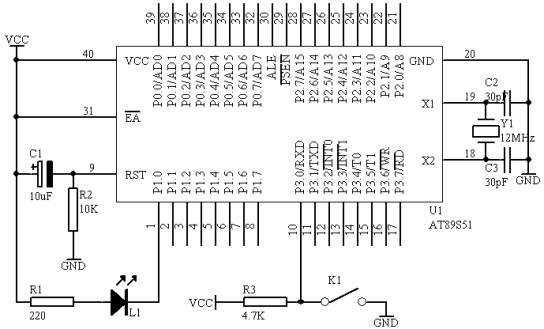 39 38 37 36 35 34 33 32 30 29 28 27 26 25 24 23 22 21
VCC
40
VCC
P0.0/AD0
P0.1/AD1
P0.2/AD2
P0.3/AD3
P0.4/AD4
P0.5/AD5
P0.6/AD6
P0.7/AD7
ALE
PSEN
P2.7/A15
P2.6/A14
P2.5/A13
P2.4/A12
P2.3/A11
P2.2/A10
P2.1/A9
P2.0/A8
GND
20
31
EA
X1
19
C2
30pF
Y1
12MHz
C1
10uF
9
RST
X2
18
C3
30pF
GND
R2
10K
GND
P1.0
P1.1
P1.2
P1.3
P1.4
P1.5
P1.6
P1.7
P3.0/RXD
P3.1/TXD
P3.2/INT0
P3.3/INT1
P3.4/T0
P3.5/T1
P3.6/WR
P3.7/RD
U1
AT89S51
1 2 3 4 5 6 7 8 10 11 12 13 14 15 16 17
R1
220
L1
VCC
R3
4.7K
K1
GND